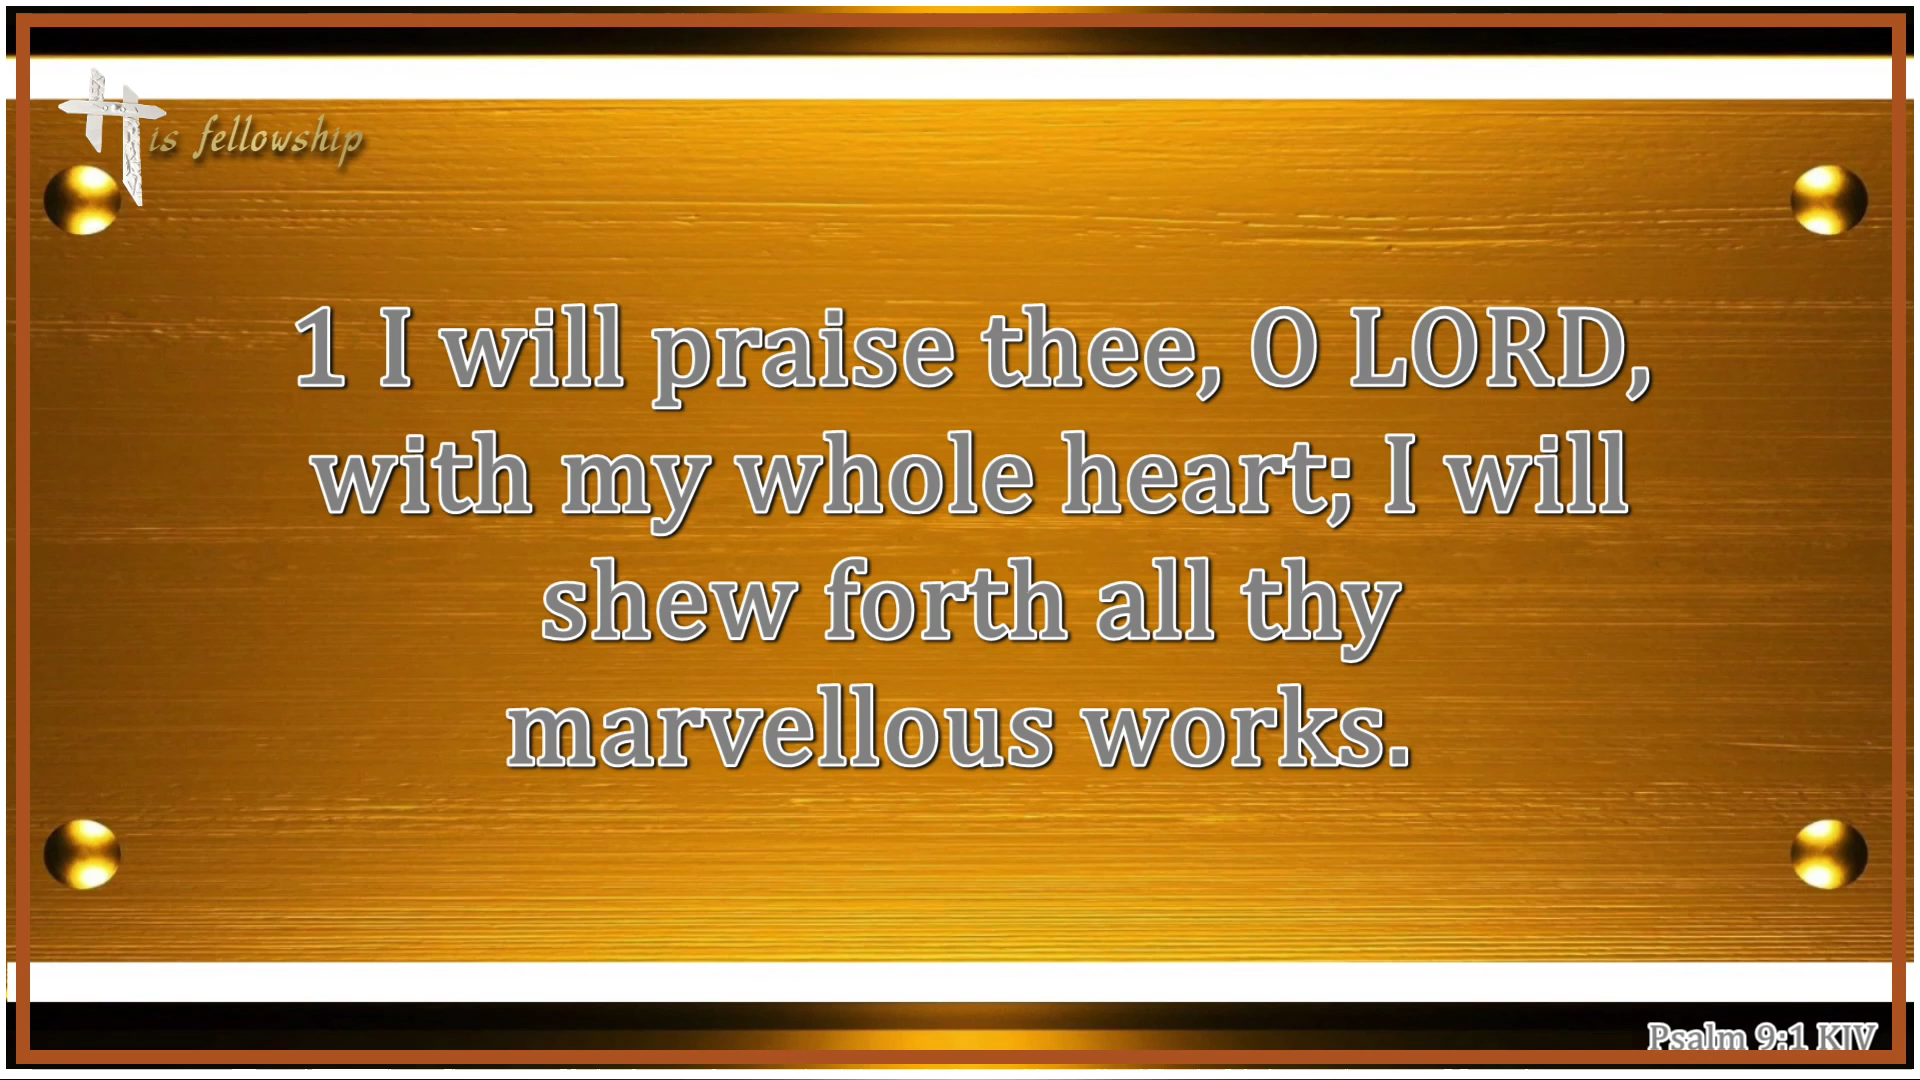 His fellowship
1 I will praise thee, O LORD,
with my whole heart; I will
shew forth all thy
marvellous works.
Psalm 9:1 KJV